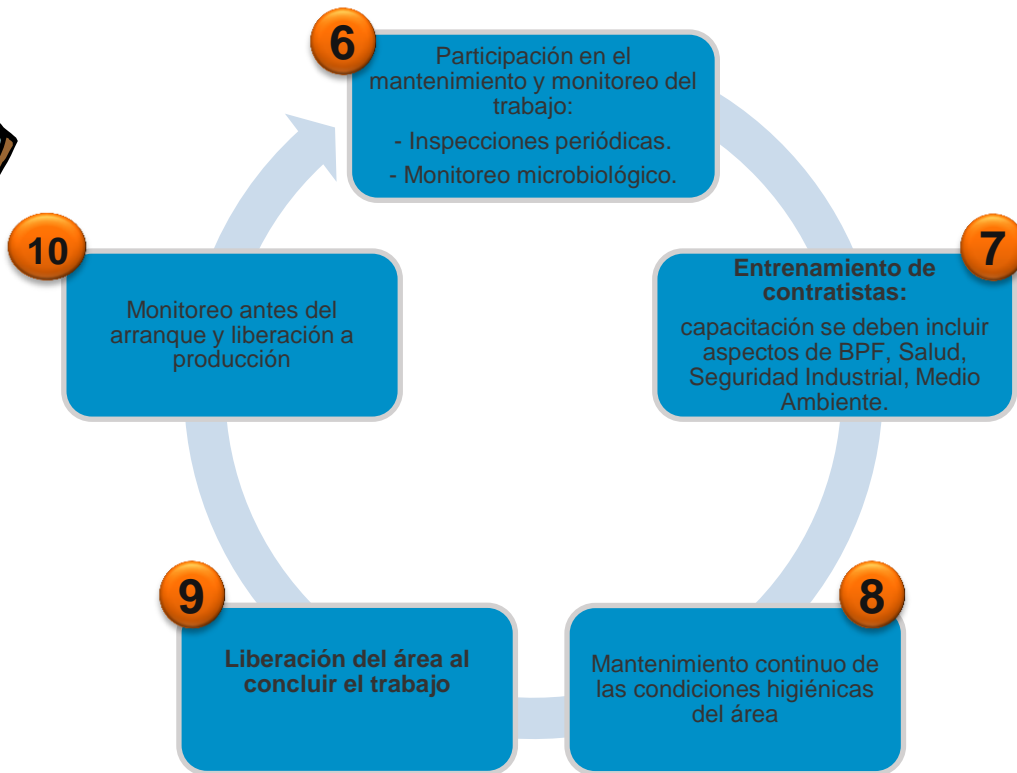 6
Participación en el
mantenimiento y monitoreo del
trabajo:
- Inspecciones periódicas.
- Monitoreo microbiológico.
7
Entrenamiento de
contratistas:
capacitación se deben incluir
aspectos de BPF, Salud,
Seguridad Industrial, Medio
Ambiente.
8
Mantenimiento continuo de
las condiciones higiénicas
del área
9
Liberación del área al
concluir el trabajo
10
Monitoreo antes del
arranque y liberación a
producción